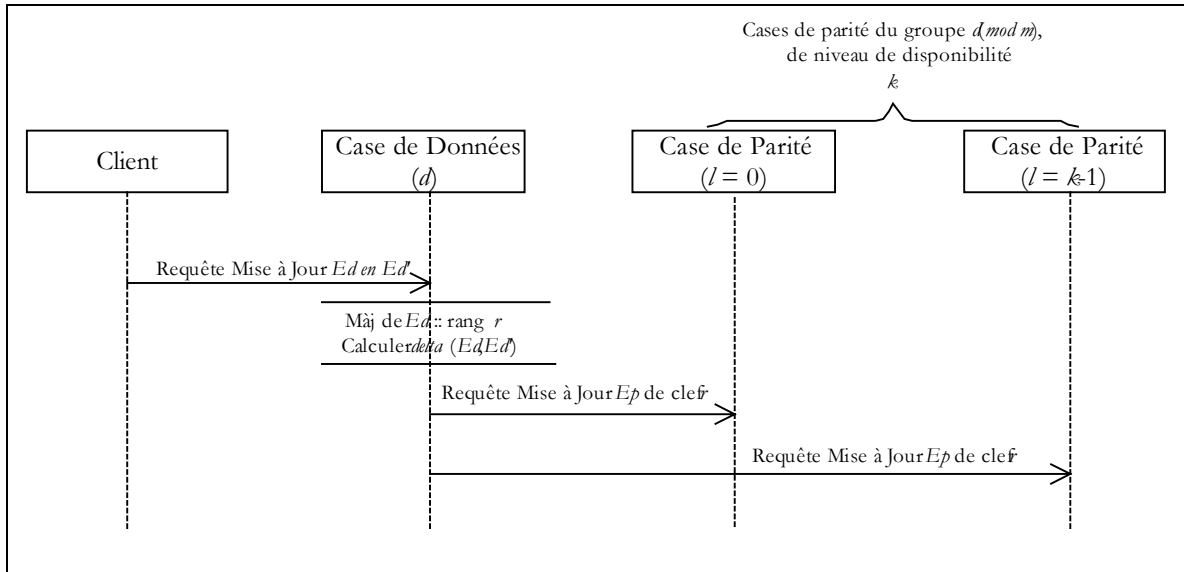 Cases de parité du groupe d(mod m),
de niveau de disponibilité
k
Client
Case de Données
(d)
Case de Parité
(l = 0)
Case de Parité
(l = k-1)
Requête Mise à Jour Ed en Ed'
Màj de Ed :: rang r
Calculer delta (Ed,Ed')
Requête Mise à Jour Ep de clef r
Requête Mise à Jour Ep de clef r